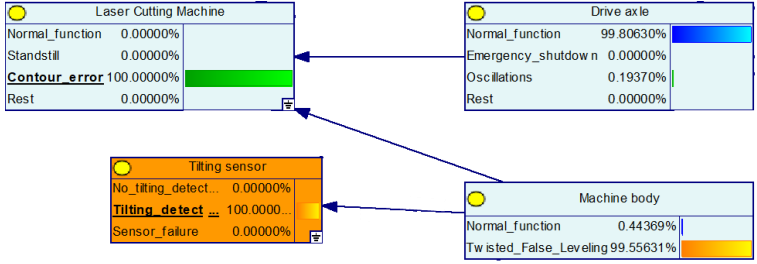 Laser Cutting Machine
Normal_function 0.00000%
Standstill 0.00000%
Contour_error 100.00000%
Rest 0.00000%
Drive axle
Normal_function 99.80630%
Emergency_shutdown 0.00000%
Oscillations 0.19370%
Rest 0.00000%
Tilting sensor
No_tilting_detect... 0.00000%
Tilting_detect ... 100.0000...
Sensor_failure 0.00000%
Machine body
Normal_function 0.44369%
Twisted_False_Leveling 99.55631%